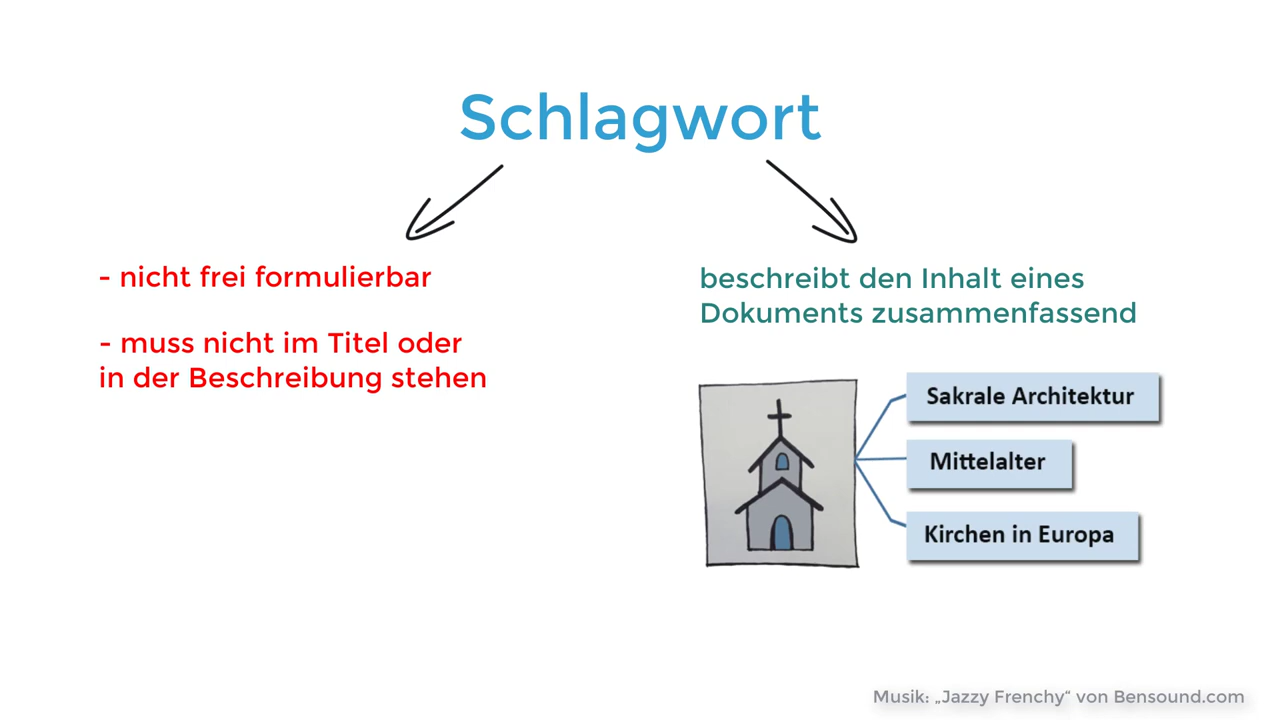 Schlagwort
- nicht frei formulierbar
- muss nicht im Titel oder
in der Beschreibung stehen
beschreibt den Inhalt eines
Dokuments zusammenfassend
Sakrale Architektur
Mittelalter
Kirchen in Europa
Musik: „Jazzy Frenchy“ von Bensound.com